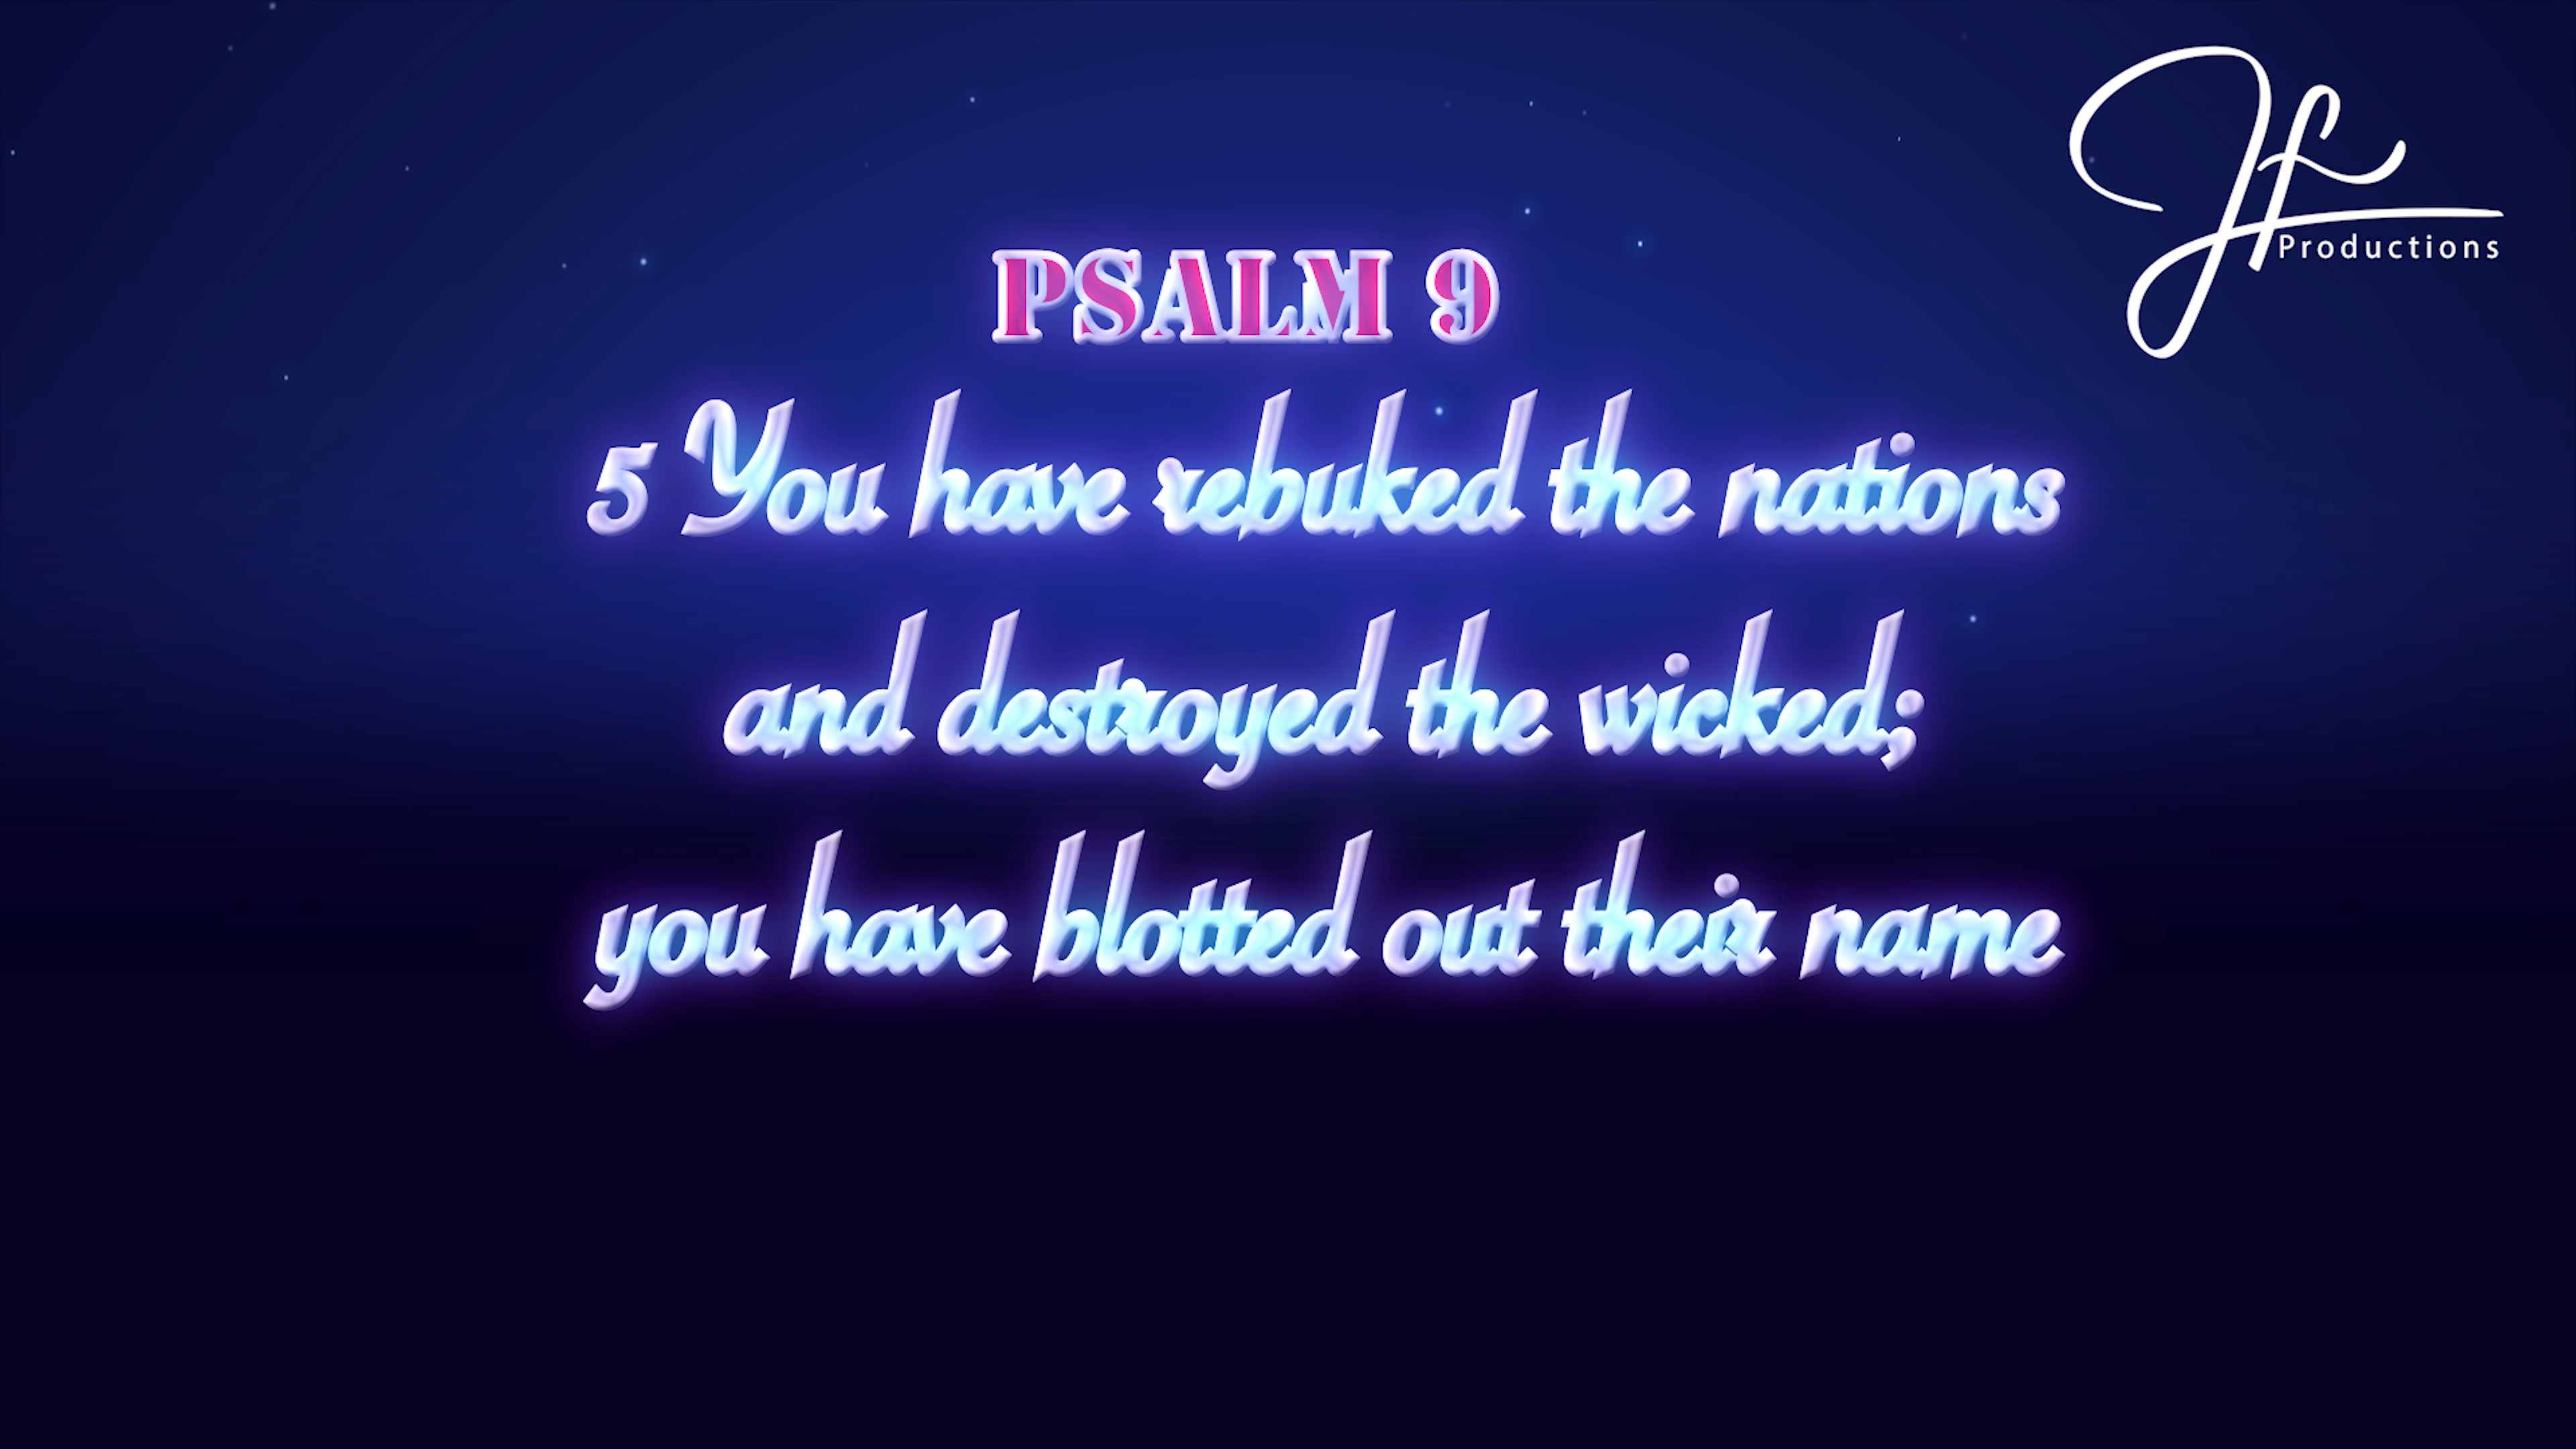 PSALM 9
5 You have rebuked the nations
and destroyed the wicked;
you have blotted out their name
Jf
Productions